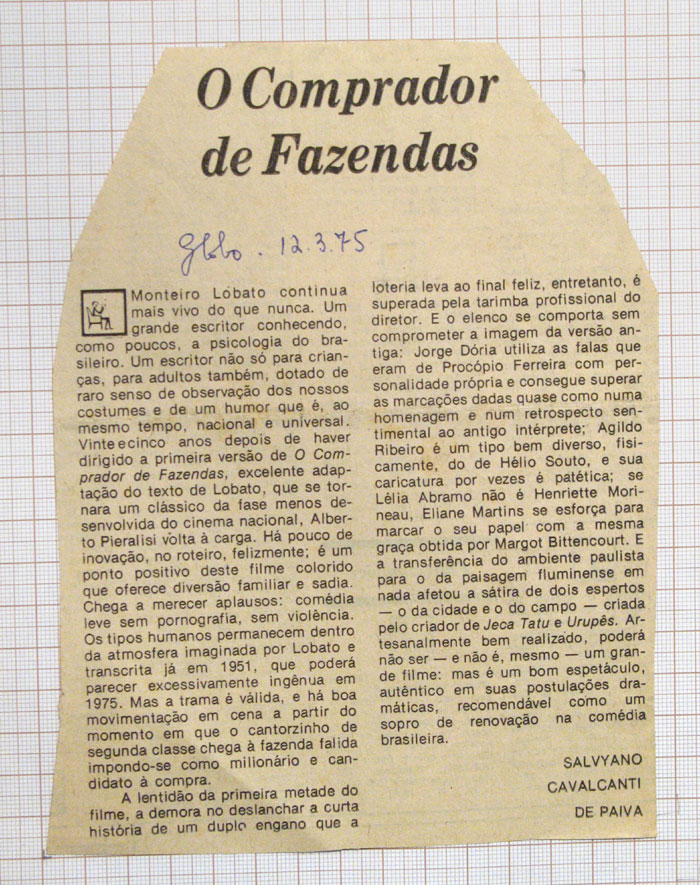 O Comprador
de Fazendas
Globo . 12.3.75
Monteiro Lobato continua
mais vivo do que nunca. Um
grande escritor conhecendo,
como poucos, a psicologia do bra-
sileiro. Um escritor não só para crian-
ças, para adultos também, dotado de
raro senso de observação dos nossos
costumes e de um humor que é, ao
mesmo tempo, nacional e universal.
Vinte e cinco anos depois de haver
dirigido a primeira versão de O Com-
prador de Fazendas, excelente adap-
tação do texto de Lobato, que se tor-
nara um clássico da fase menos de-
senvolvida do cinema nacional, Alber-
to Pieralisi volta à carga. Há pouco de
inovação, no roteiro, felizmente; é um
ponto positivo deste filme colorido
que oferece diversão familiar e sadia.
Chega a merecer aplausos: comédia
leve sem pornografia, sem violência.
Os tipos humanos permanecem dentro
da atmosfera imaginada por Lobato e
transcrita já em 1951, que poderá
parecer excessivamente ingênua em
1975. Mas a trama é válida, e há boa
movimentação em cena a partir do
momento em que o cantorzinho de
segunda classe chega à fazenda falida
impondo-se como milionário e can-
didato à compra.
A lentidão da primeira metade do
filme, a demora no deslanchar a curta
história de um duplo engano que a
loteria leva ao final feliz, entretanto, é
superada pela tarimba profissional do
diretor. E o elenco se comporta sem
comprometer a imagem da versão an-
tiga: Jorge Dória utiliza as falas que
eram de Procópio Ferreira com per-
sonalidade própria e consegue superar
as marcações dadas quase como numa
homenagem e num retrospecto sen-
timental ao antigo intérprete; Agildo
Ribeiro é um tipo bem diverso, fisi-
camente, do de Hélio Souto, e sua
caricatura por vezes é patética; se
Lélia Abramo não é Henriette Mori-
neau, Eliane Martins se esforça para
marcar o seu papel com a mesma
graça obtida por Margot Bittencourt. E
a transferência do ambiente paulista
para o da paisagem fluminense em
nada afetou a sátira de dois espertos
— o da cidade e o do campo — criada
pelo criador de Jeca Tatu e Urupês. Ar-
tesanalmente bem realizado, poderá
não ser — e não é, mesmo — um gran-
de filme: mas é um bom espetáculo,
autêntico em suas postulações dra-
máticas, recomendável como um
sopro de renovação na comédia
brasileira.
SALVYANO
CAVALCANTI
DE PAIVA